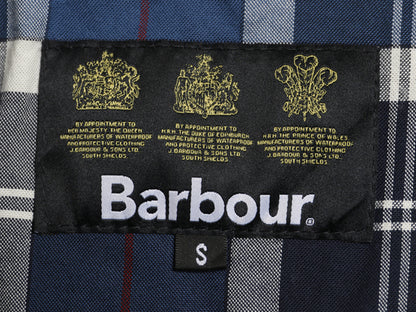 BY APPOINTMENT TO
HER MAJESTY THE QUEEN
MANUFACTURERS OF WATERPROOF
AND PROTECTIVE CLOTHING
J. BARBOUR & SONS LTD.
SOUTH SHIELDS
BY APPOINTMENT TO
H.R.H. THE DUKE OF EDINBURGH
MANUFACTURERS OF WATERPROOF
AND PROTECTIVE CLOTHING
J. BARBOUR & SONS LTD.
SOUTH SHIELDS
BY APPOINTMENT TO
H.R.H. THE PRINCE OF WALES
MANUFACTURERS OF WATERPROOF
AND PROTECTIVE CLOTHING
J. BARBOUR & SONS LTD.
SOUTH SHIELDS
Barbour®
S